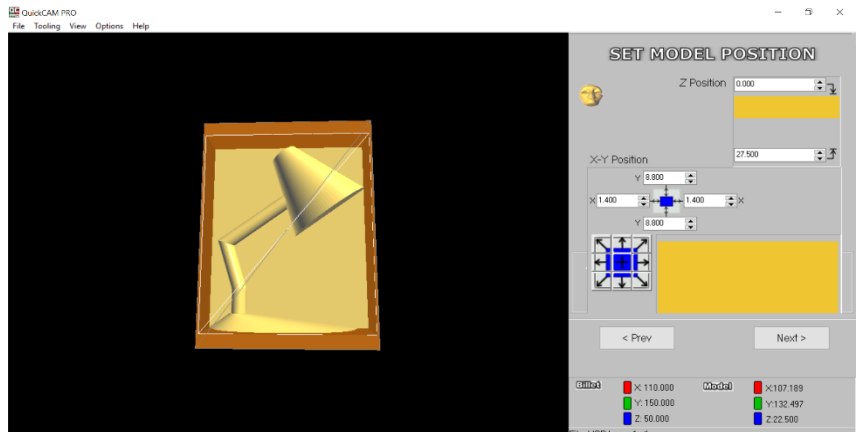 QuickCAM PRO
File Tooling View Options Help
SET MODEL POSITION
Z Position 0.000
27.500
X-Y Position
Y 8.800
X 1.400 1.400 X
Y 8.800
< Prev Next >
Billet X: 110.000 Model X:107.189
Y: 150.000 Y:132.497
Z: 50.000 Z:22.500